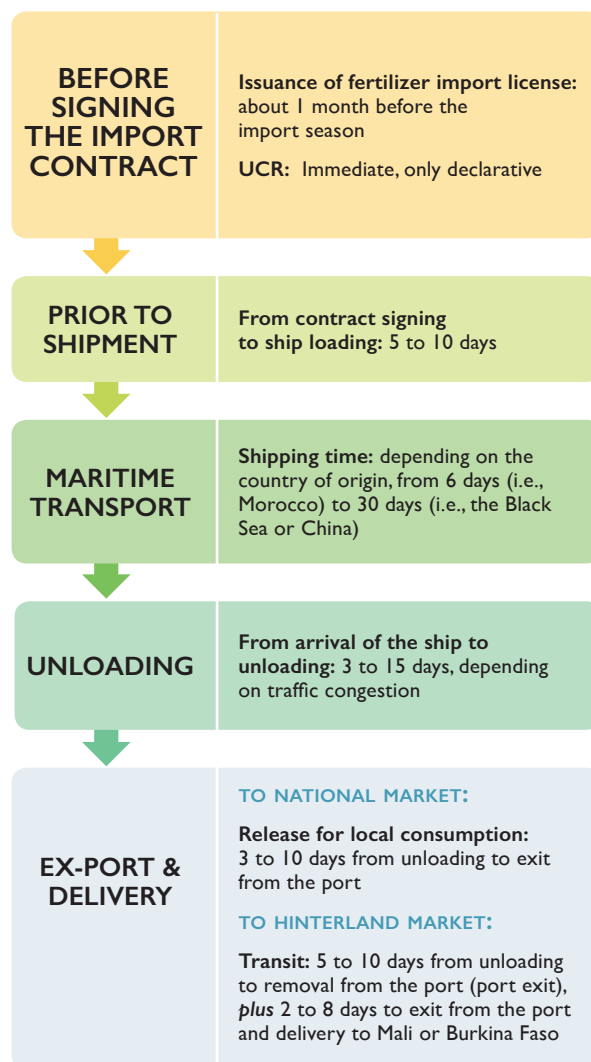 BEFORE
SIGNING
THE IMPORT
CONTRACT
Issuance of fertilizer import license:
about 1 month before the
import season
UCR: Immediate, only declarative
PRIOR TO
SHIPMENT
From contract signing
to ship loading: 5 to 10 days
MARITIME
TRANSPORT
Shipping time: depending on the
country of origin, from 6 days (i.e.,
Morocco) to 30 days (i.e., the Black
Sea or China)
UNLOADING
From arrival of the ship to
unloading: 3 to 15 days, depending
on traffic congestion
EX-PORT &
DELIVERY
TO NATIONAL MARKET:
Release for local consumption:
3 to 10 days from unloading to exit
from the port
TO HINTERLAND MARKET:
Transit: 5 to 10 days from unloading
to removal from the port (port exit),
plus 2 to 8 days to exit from the port
and delivery to Mali or Burkina Faso